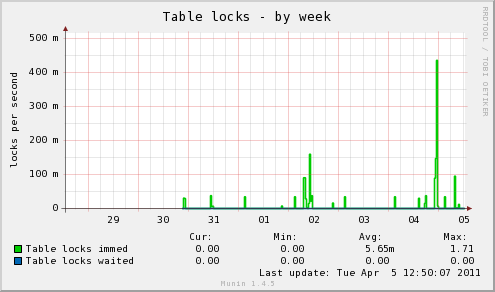 Table locks - by week
RRDTOOL / TOBI OETIKER
locks per second
500 m
400 m
300 m
200 m
100 m
0
29 30 31 01 02 03 04 05
Cur: Min: Avg: Max:
Table locks immed 0.00 0.00 5.65m 1.71
Table locks waited 0.00 0.00 0.00 0.00
Last update: Tue Apr 5 12:50:07 2011
Munin 1.4.5